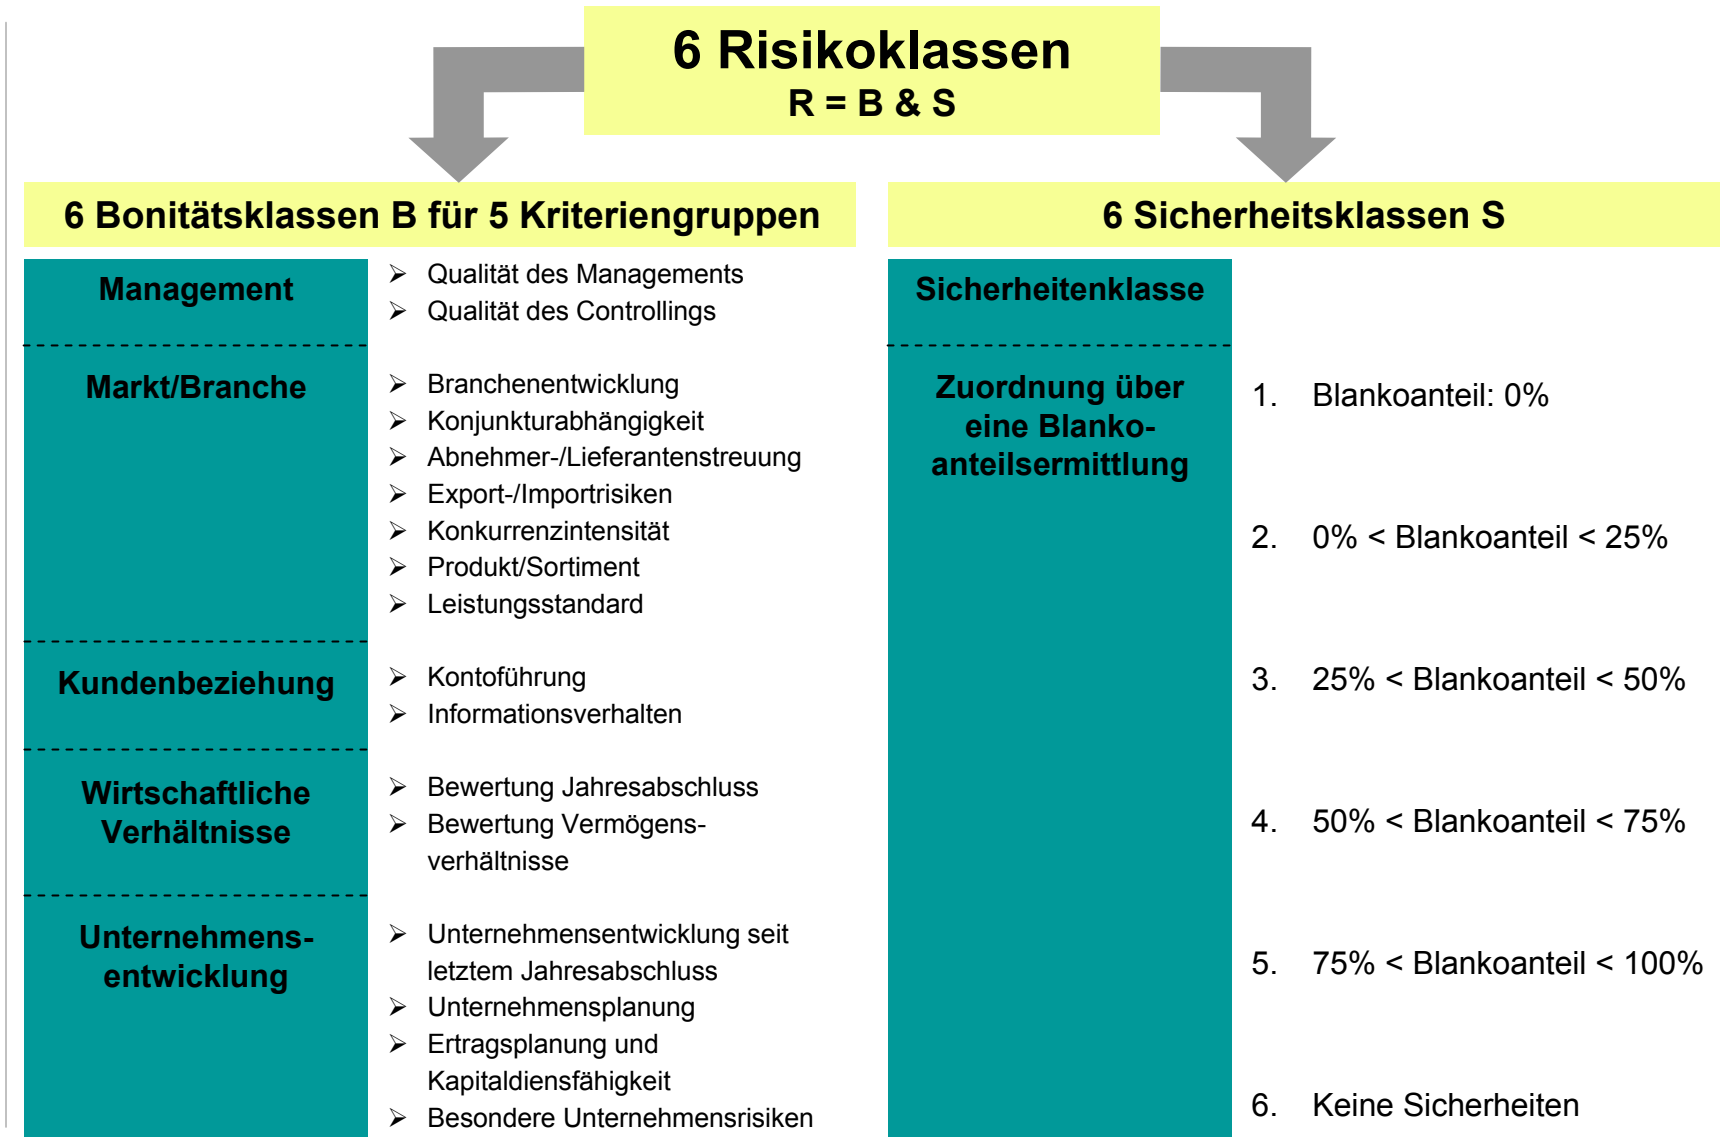 6 Risikoklassen
R = B & S
6 Bonitätsklassen B für 5 Kriteriengruppen
Management
➢ Qualität des Managements
➢ Qualität des Controllings
Markt/Branche
➢ Branchenentwicklung
➢ Konjunkturabhängigkeit
➢ Abnehmer-/Lieferantenstreuung
➢ Export-/Importrisiken
➢ Konkurrenzintensität
➢ Produkt/Sortiment
➢ Leistungsstandard
Kundenbeziehung
➢ Kontoführung
➢ Informationsverhalten
Wirtschaftliche
Verhältnisse
➢ Bewertung Jahresabschluss
➢ Bewertung Vermögens-
verhältnisse
Unternehmens-
entwicklung
➢ Unternehmensentwicklung seit
letztem Jahresabschluss
➢ Unternehmensplanung
➢ Ertragsplanung und
Kapitaldiensfähigkeit
➢ Besondere Unternehmensrisiken
6 Sicherheitsklassen S
Sicherheitenklasse
Zuordnung über
eine Blanko-
anteilsermittlung
1. Blankoanteil: 0%
2. 0% < Blankoanteil < 25%
3. 25% < Blankoanteil < 50%
4. 50% < Blankoanteil < 75%
5. 75% < Blankoanteil < 100%
6. Keine Sicherheiten